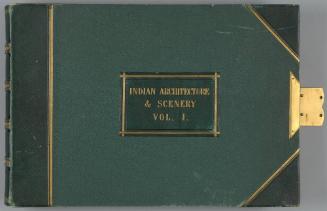 INDIAN ARCHITECTURE
& SCENERY
VOL. I.